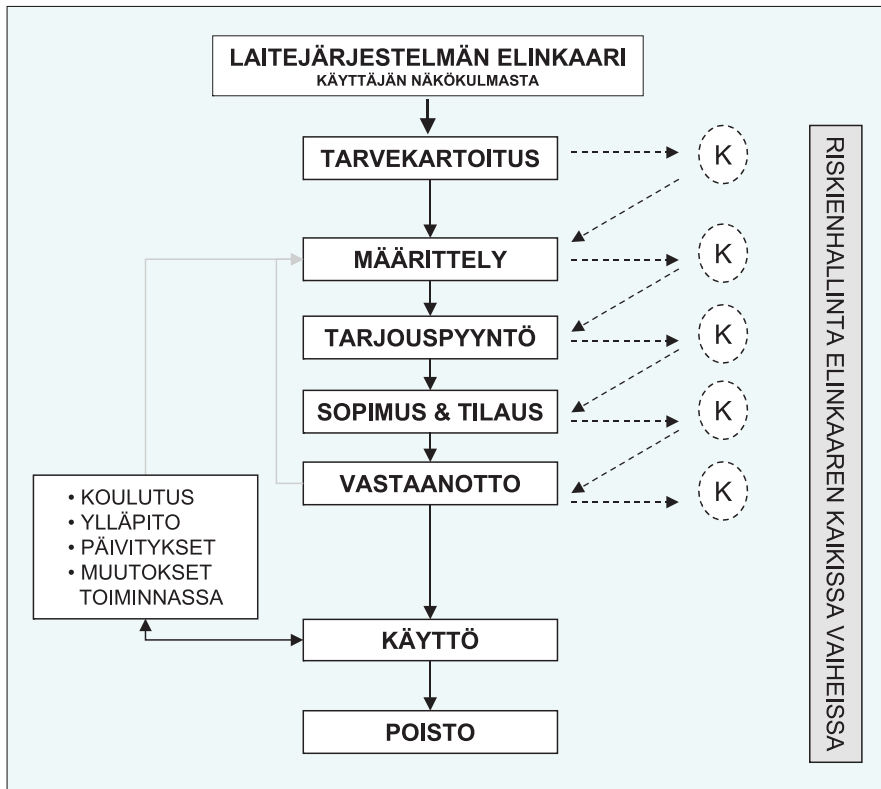 LAITEJÄRJESTELMÄN ELINKAARI
KÄYTTÄJÄN NÄKÖKULMASTA
TARVEKARTOITUS
K
MÄÄRITTELY
K
TARJOUSPYYNTÖ
K
SOPIMUS & TILAUS
K
VASTAANOTTO
K
• KOULUTUS
• YLLÄPITO
• PÄIVITYKSET
• MUUTOKSET
TOIMINNASSA
KÄYTTÖ
POISTO
RISKIENHALLINTA ELINKAAREN KAIKISSA VAIHEISSA